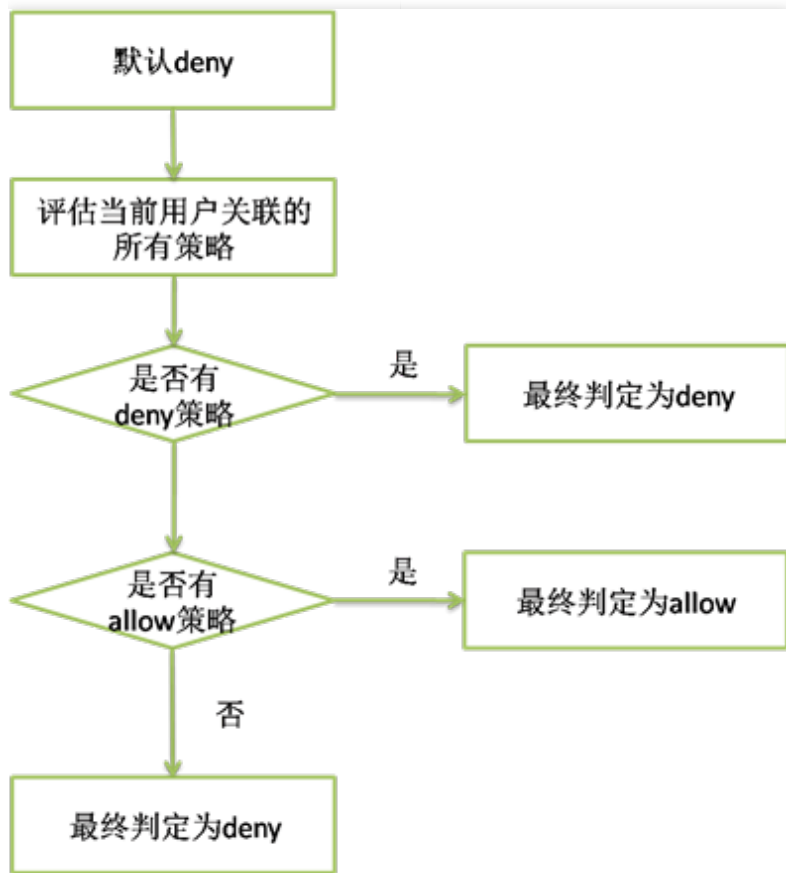 默认deny
评估当前用户关联的
所有策略
是否有
deny策略
是
最终判定为deny
是否有
allow策略
是
最终判定为allow
否
最终判定为deny